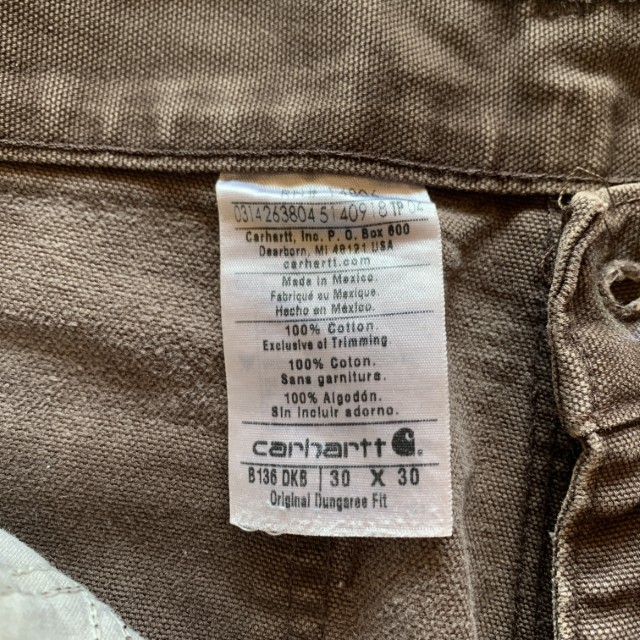 0314263804 5140918 TP 04
Carhartt, Inc. P. O. Box 600
Dearborn, MI 48121 USA
carhartt.com
Made in Mexico.
Fabriqué au Mexique.
Hecho en México.
100% Cotton.
Exclusive of Trimming
100% Coton.
Sans garniture.
100% Algodón.
Sin incluir adorno.
carhartt
B136 DKB 30 X 30
Original Dungaree Fit